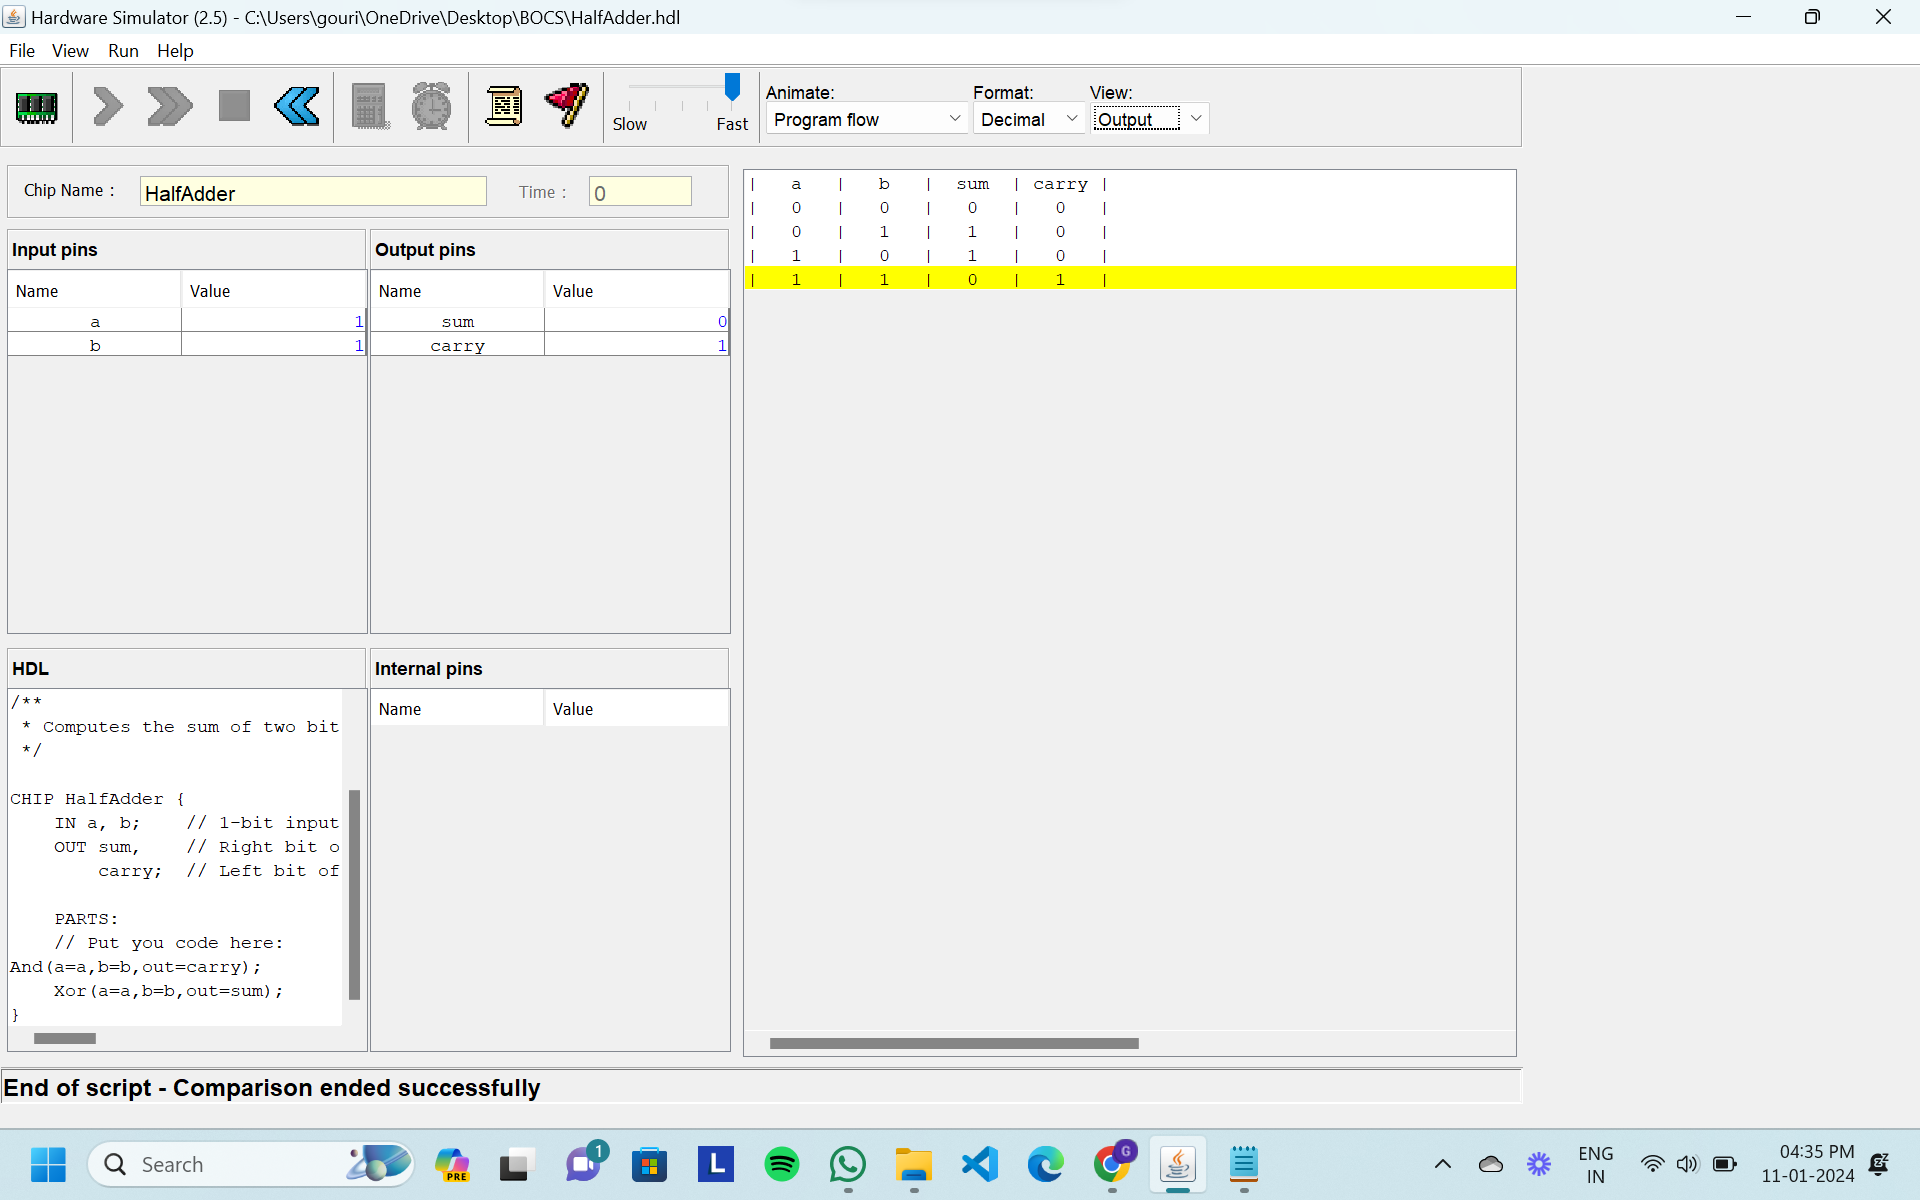 Hardware Simulator (2.5) - C:\Users\gouri\OneDrive\Desktop\BOCS\HalfAdder.hdl
File View Run Help
Slow Fast
Animate: Format: View:
Program flow Decimal Output
Chip Name : HalfAdder Time : 0
Input pins
Name Value
a 1
b 1
Output pins
Name Value
sum 0
carry 1
| a | b | sum | carry |
| 0 | 0 | 0 | 0 |
| 0 | 1 | 1 | 0 |
| 1 | 0 | 1 | 0 |
| 1 | 1 | 0 | 1 |
HDL
/**
* Computes the sum of two bit
*/
CHIP HalfAdder {
IN a, b; // 1-bit input
OUT sum, // Right bit o
carry; // Left bit of
PARTS:
// Put you code here:
And(a=a,b=b,out=carry);
Xor(a=a,b=b,out=sum);
}
Internal pins
Name Value
End of script - Comparison ended successfully
Search
PRE
1
L
G
ENG
IN
04:35 PM
11-01-2024